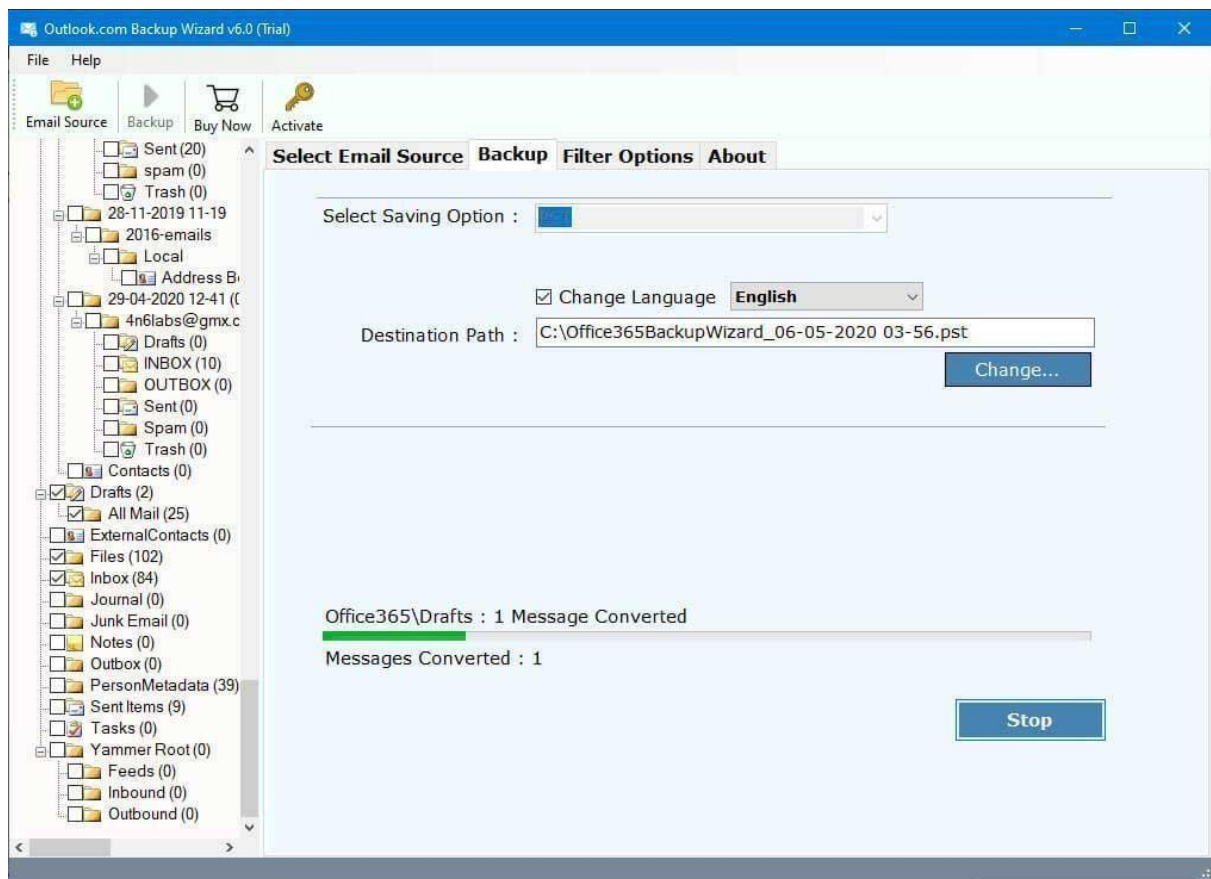 Outlook.com Backup Wizard v6.0 (Trial)
File Help
Email Source Backup Buy Now Activate
Sent (20)
spam (0)
Trash (0)
28-11-2019 11-19
2016-emails
Local
Address B
29-04-2020 12-41 (
4n6labs@gmx.c
Drafts (0)
INBOX (10)
OUTBOX (0)
Sent (0)
Spam (0)
Trash (0)
Contacts (0)
Drafts (2)
All Mail (25)
ExternalContacts (0)
Files (102)
Inbox (84)
Journal (0)
Junk Email (0)
Notes (0)
Outbox (0)
PersonMetadata (39)
Sent Items (9)
Tasks (0)
Yammer Root (0)
Feeds (0)
Inbound (0)
Outbound (0)
Select Email Source Backup Filter Options About
Select Saving Option :
Change Language English
Destination Path : C:\Office365BackupWizard_06-05-2020 03-56.pst
Change...
Office365\Drafts : 1 Message Converted
Messages Converted : 1
Stop